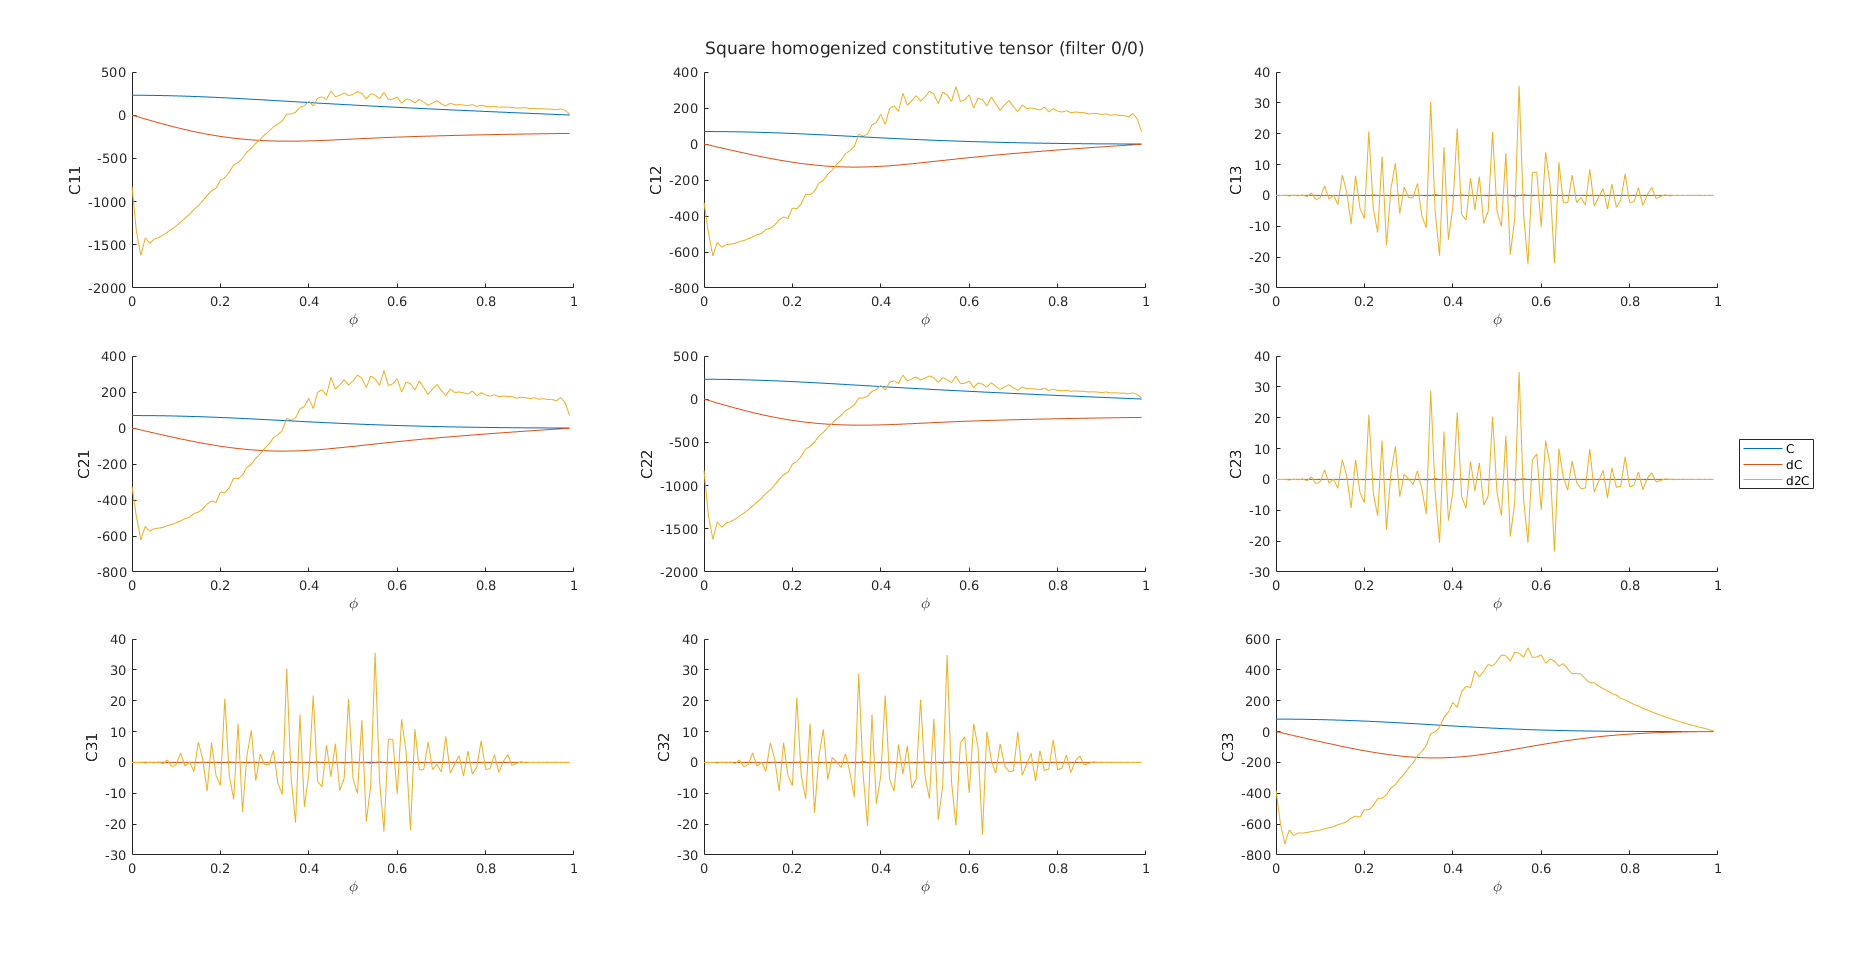 Square homogenized constitutive tensor (filter 0/0)
500
0
-500
-1000
-1500
-2000
C11
0 0.2 0.4 0.6 0.8 1
ϕ
400
200
0
-200
-400
-600
-800
C12
0 0.2 0.4 0.6 0.8 1
ϕ
40
30
20
10
0
-10
-20
-30
C13
0 0.2 0.4 0.6 0.8 1
ϕ
400
200
0
-200
-400
-600
-800
C21
0 0.2 0.4 0.6 0.8 1
ϕ
500
0
-500
-1000
-1500
-2000
C22
0 0.2 0.4 0.6 0.8 1
ϕ
40
30
20
10
0
-10
-20
-30
C23
0 0.2 0.4 0.6 0.8 1
ϕ
C
dC
d2C
40
30
20
10
0
-10
-20
-30
C31
0 0.2 0.4 0.6 0.8 1
ϕ
40
30
20
10
0
-10
-20
-30
C32
0 0.2 0.4 0.6 0.8 1
ϕ
600
400
200
0
-200
-400
-600
-800
C33
0 0.2 0.4 0.6 0.8 1
ϕ